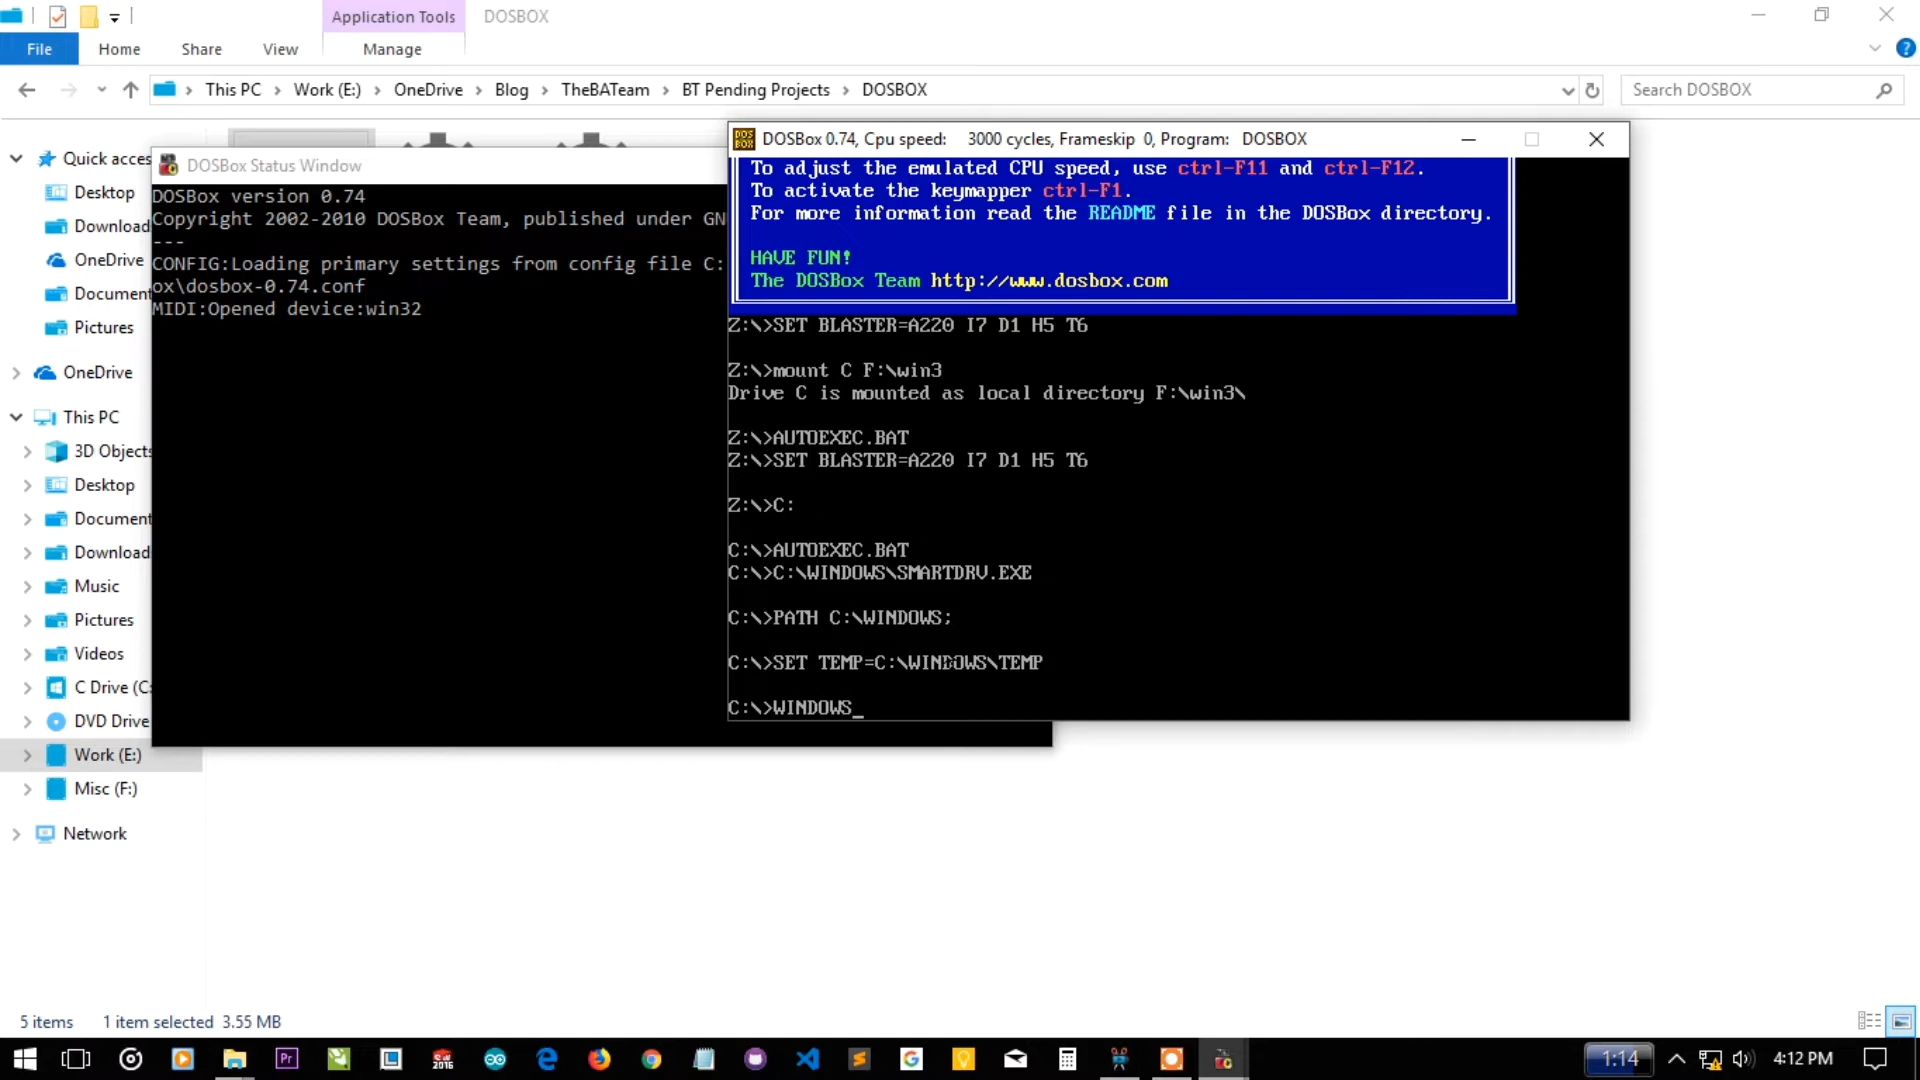 Application Tools
DOSBOX
File
Home
Share
View
Manage
This PC
Work (E:)
OneDrive
Blog
TheBATeam
BT Pending Projects
DOSBOX
Search DOSBOX
Quick acces
Desktop
Download
OneDrive
Document
Pictures
OneDrive
This PC
3D Objects
Desktop
Document
Download
Music
Pictures
Videos
C Drive (C:
DVD Drive
Work (E:)
Misc (F:)
Network
DOSBox Status Window
DOSBox version 0.74
Copyright 2002-2010 DOSBox Team, published under GN
---
CONFIG:Loading primary settings from config file C:
ox\dosbox-0.74.conf
MIDI:Opened device:win32
DOSBox 0.74, Cpu speed: 3000 cycles, Frameskip 0, Program: DOSBOX
To adjust the emulated CPU speed, use ctrl-F11 and ctrl-F12.
To activate the keymapper ctrl-F1.
For more information read the README file in the DOSBox directory.
HAVE FUN!
The DOSBox Team http://www.dosbox.com
Z:\>SET BLASTER=A220 I7 D1 H5 T6
Z:\>mount C F:\win3
Drive C is mounted as local directory F:\win3\
Z:\>AUTOEXEC.BAT
Z:\>SET BLASTER=A220 I7 D1 H5 T6
Z:\>C:
C:\>AUTOEXEC.BAT
C:\>C:\WINDOWS\SMARTDRV.EXE
C:\>PATH C:\WINDOWS;
C:\>SET TEMP=C:\WINDOWS\TEMP
C:\>WINDOWS_
5 items
1 item selected 3.55 MB
1:14
4:12 PM